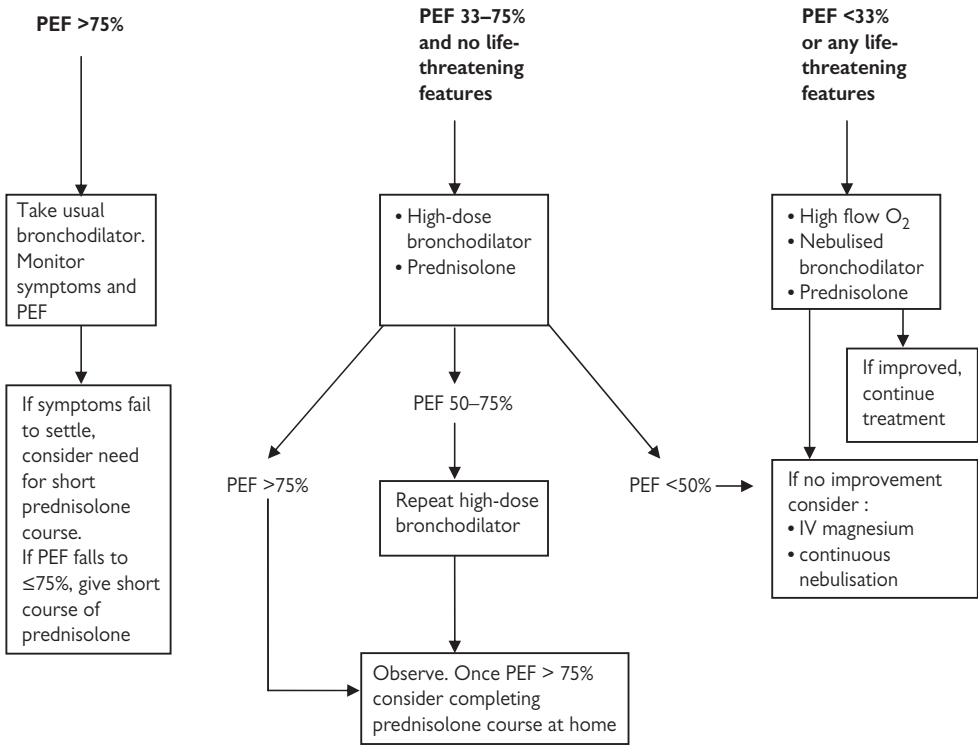 PEF >75%
Take usual
bronchodilator.
Monitor
symptoms and
PEF
If symptoms fail
to settle,
consider need
for short
prednisolone
course.
If PEF falls to
≤75%, give short
course of
prednisolone
PEF 33–75%
and no life-
threatening
features
• High-dose
bronchodilator
• Prednisolone
PEF >75%
PEF 50–75%
PEF <50%
Repeat high-dose
bronchodilator
Observe. Once PEF > 75%
consider completing
prednisolone course at home
PEF <33%
or any life-
threatening
features
• High flow O₂
• Nebulised
bronchodilator
• Prednisolone
If improved,
continue
treatment
If no improvement
consider :
• IV magnesium
• continuous
nebulisation